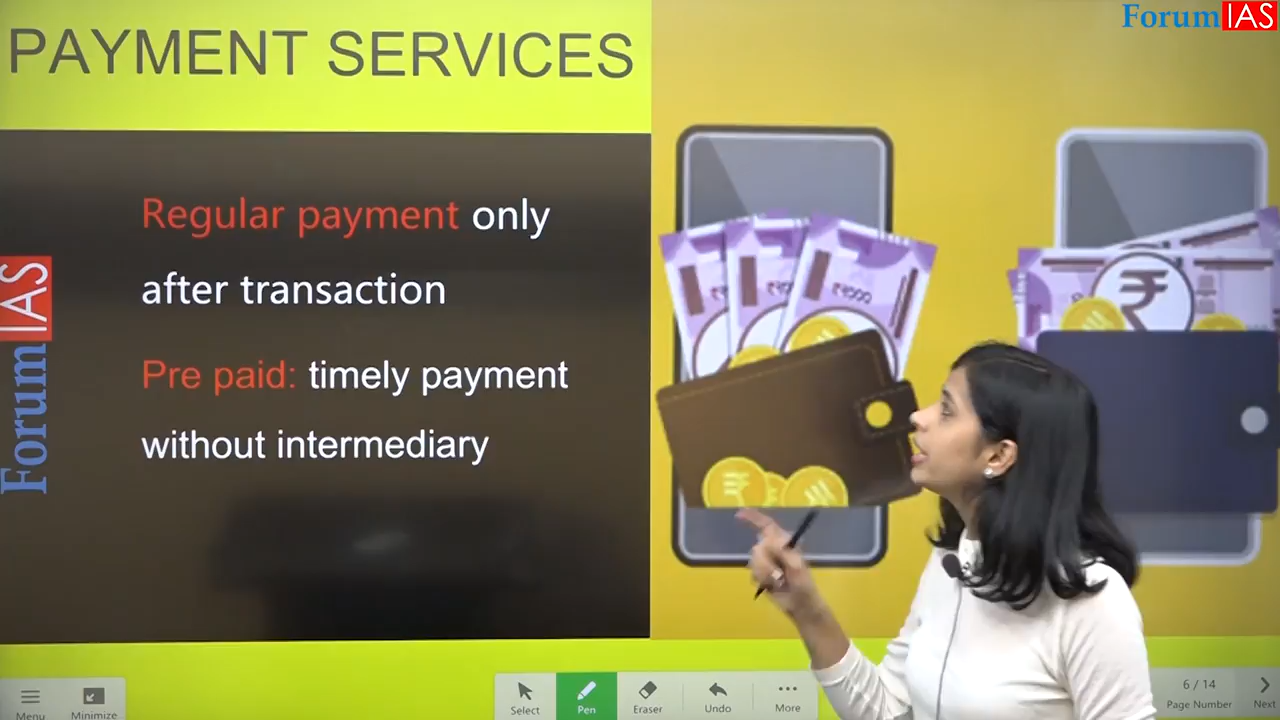 ForumIAS
PAYMENT SERVICES
Regular payment only
after transaction
Pre paid: timely payment
without intermediary
ForumIAS
₹2000
₹
Menu
Minimize
Select
Pen
Eraser
Undo
More
6 / 14
Page Number
Next